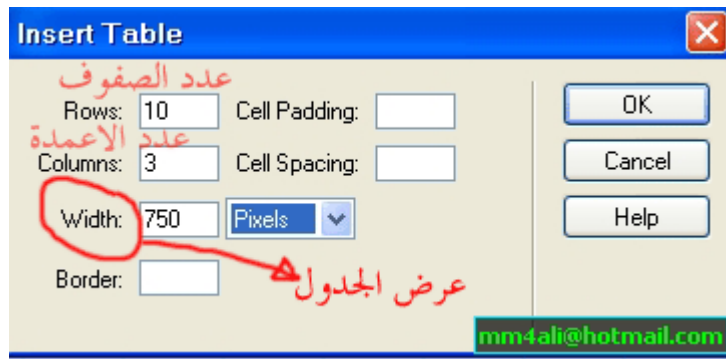 Insert Table
عدد الصفوف
Rows: 10 Cell Padding: OK
عدد الاعمدة
Columns: 3 Cell Spacing: Cancel
Width: 750 Pixels Help
Border:
عرض الجدول
mm4ali@hotmail.com